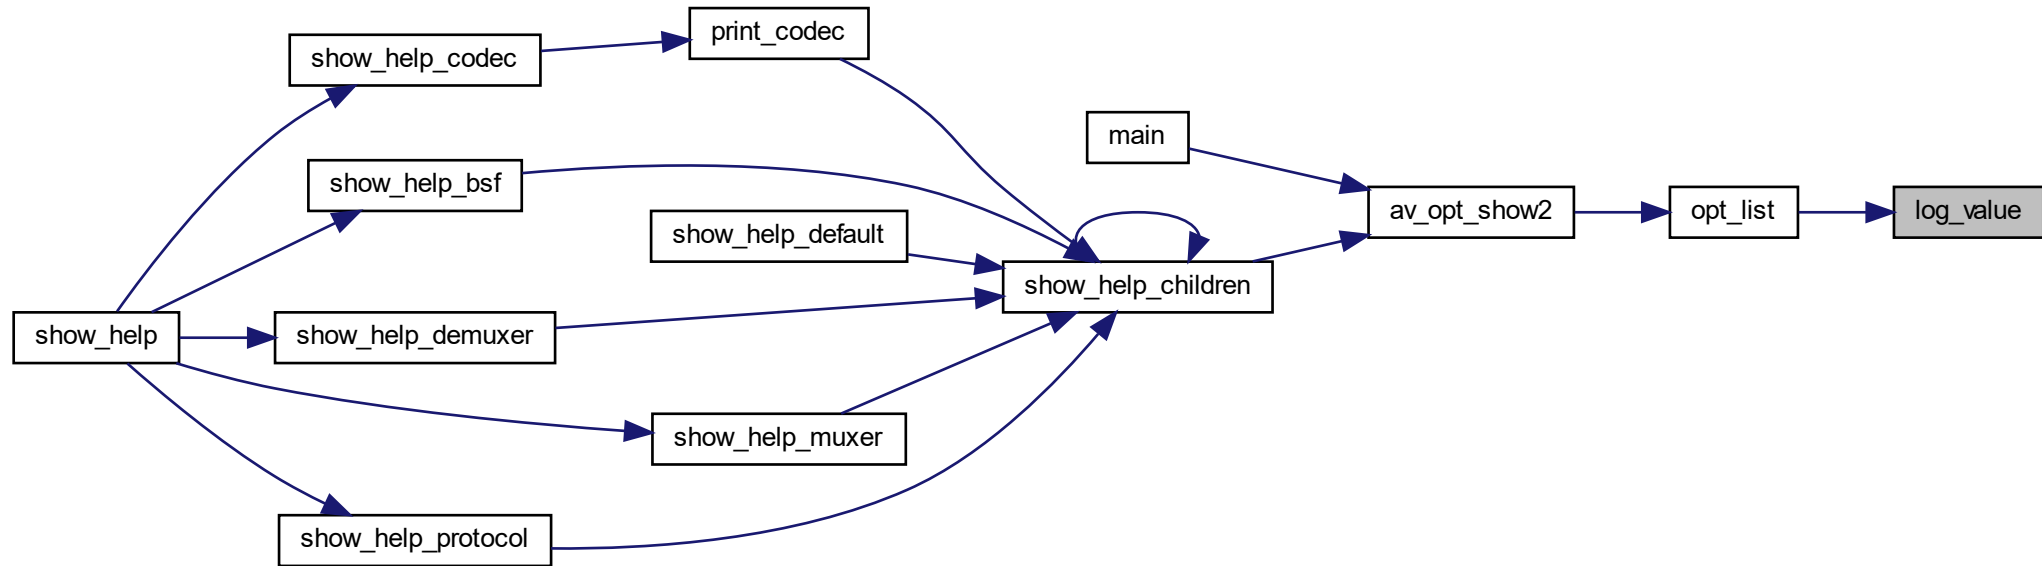 print_codec
show_help_codec
main
show_help_bsf
av_opt_show2
opt_list
log_value
show_help_default
show_help_children
show_help
show_help_demuxer
show_help_muxer
show_help_protocol